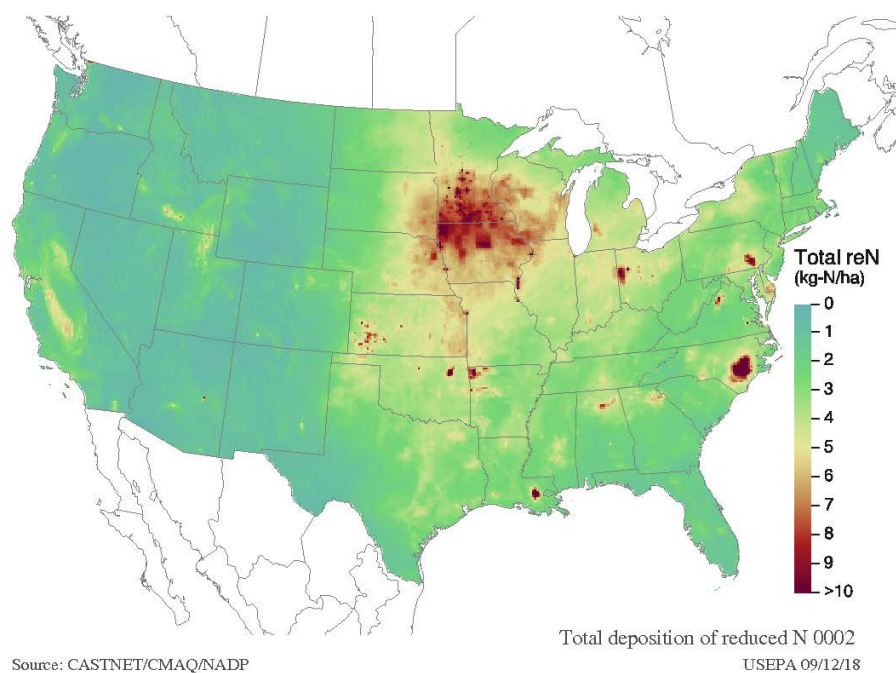 Total reN
(kg-N/ha)
0
1
2
3
4
5
6
7
8
9
>10
Total deposition of reduced N 0002
Source: CASTNET/CMAQ/NADP
USEPA 09/12/18